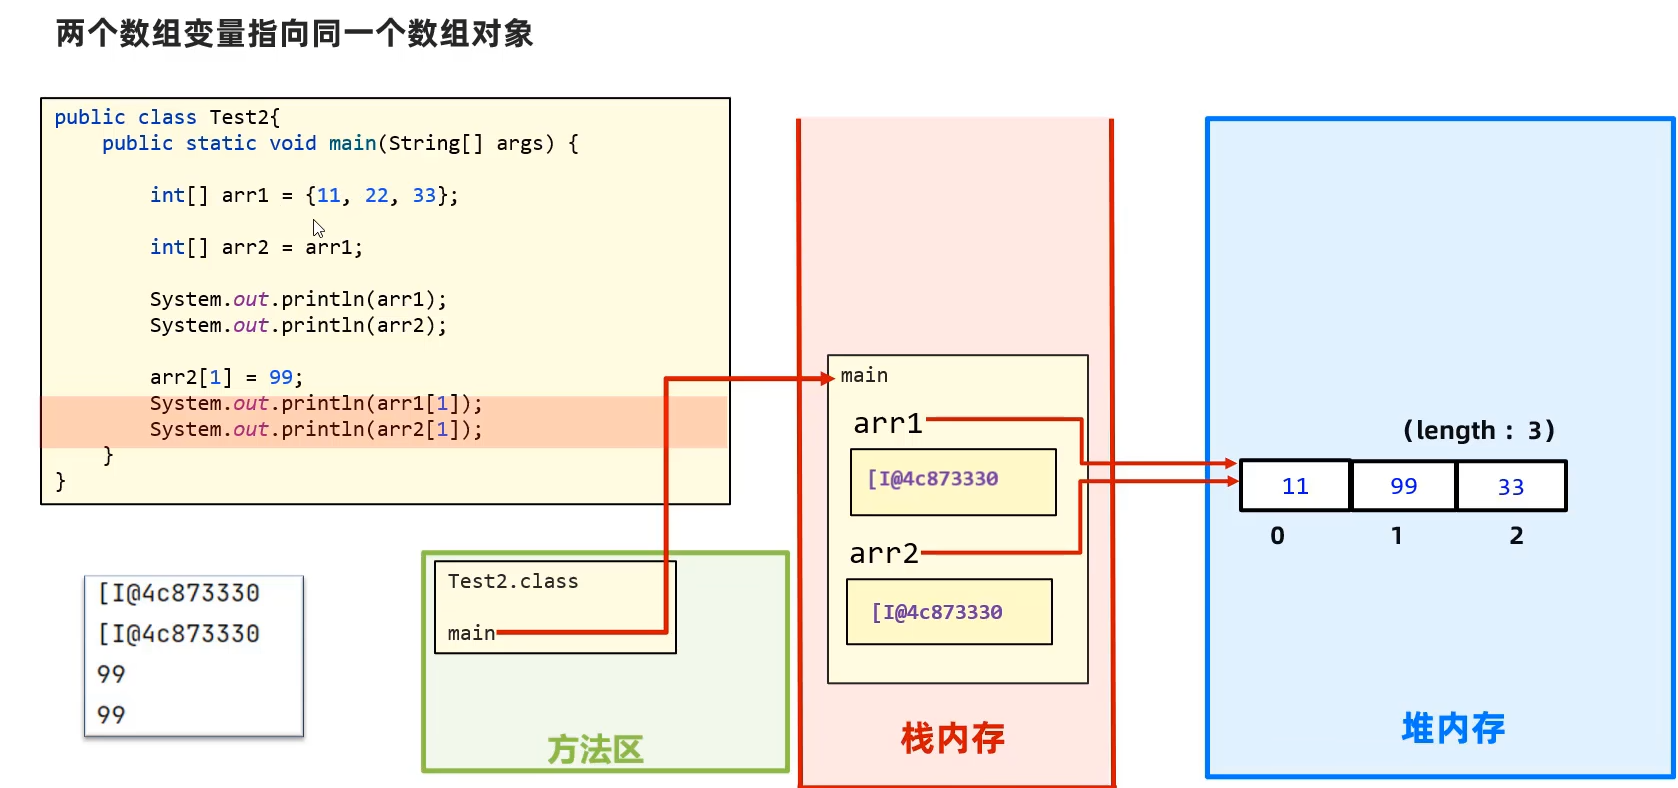 两个数组变量指向同一个数组对象
public class Test2{
public static void main(String[] args) {
int[] arr1 = {11, 22, 33};
int[] arr2 = arr1;
System.out.println(arr1);
System.out.println(arr2);
arr2[1] = 99;
System.out.println(arr1[1]);
System.out.println(arr2[1]);
}
}
[I@4c873330
[I@4c873330
99
99
Test2.class
main
方法区
main
arr1
[I@4c873330
arr2
[I@4c873330
栈内存
(length : 3)
11 99 33
0 1 2
堆内存